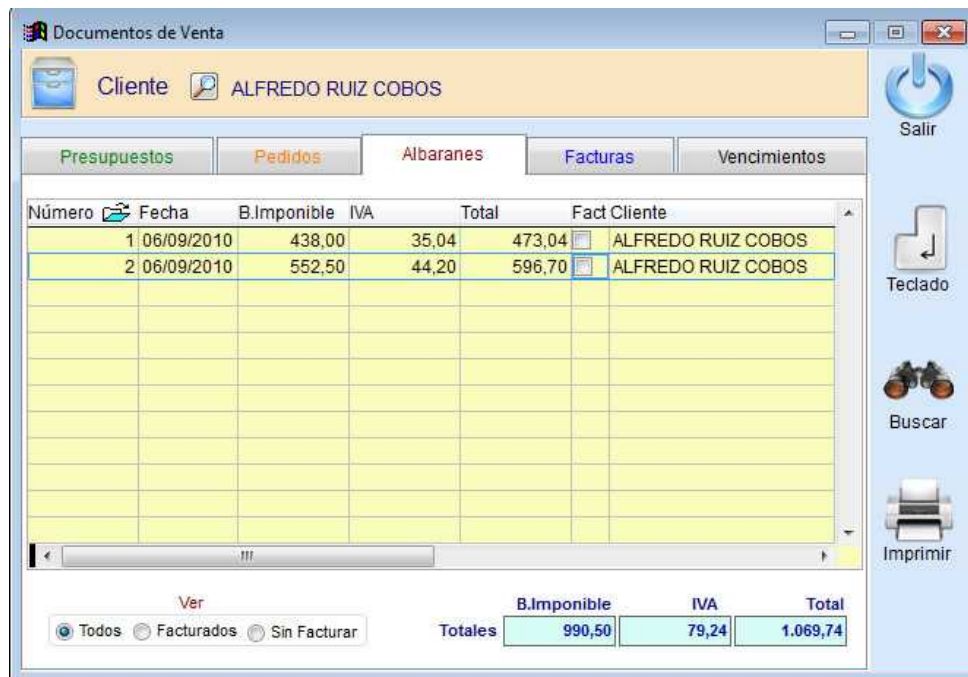 Documentos de Venta
Cliente ALFREDO RUIZ COBOS
Salir
Presupuestos Pedidos Albaranes Facturas Vencimientos
Número Fecha B.Imponible IVA Total Fact Cliente
1 06/09/2010 438,00 35,04 473,04 ALFREDO RUIZ COBOS
2 06/09/2010 552,50 44,20 596,70 ALFREDO RUIZ COBOS
Teclado
Buscar
Imprimir
Ver B.Imponible IVA Total
Todos Facturados Sin Facturar Totales 990,50 79,24 1.069,74